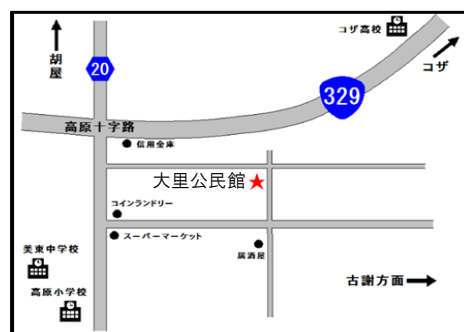 コザ高校
胡屋
20
コザ
329
高原十字路
信用金庫
大里公民館
コインランドリー
スーパーマーケット
居酒屋
美東中学校
古謝方面
高原小学校